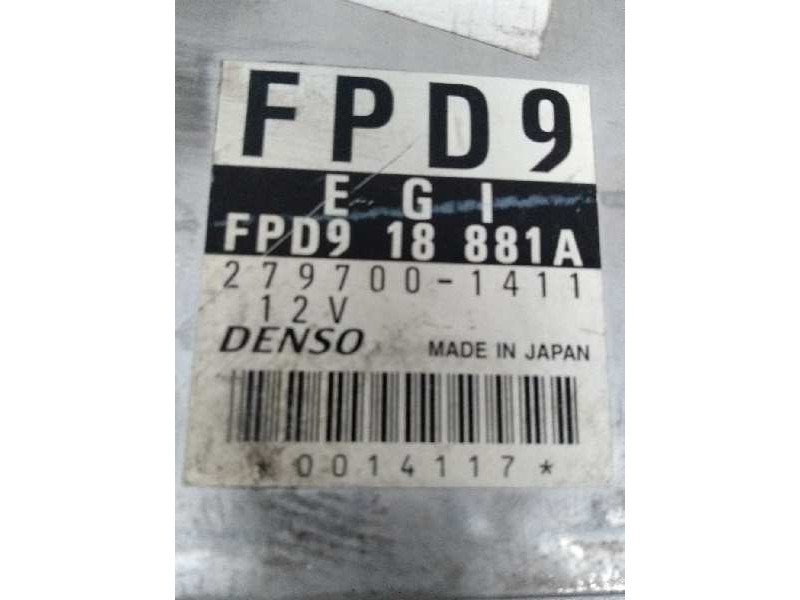 FPD9
E G I
FPD9 18 881A
279700-1411
12V
DENSO MADE IN JAPAN
*0014117*